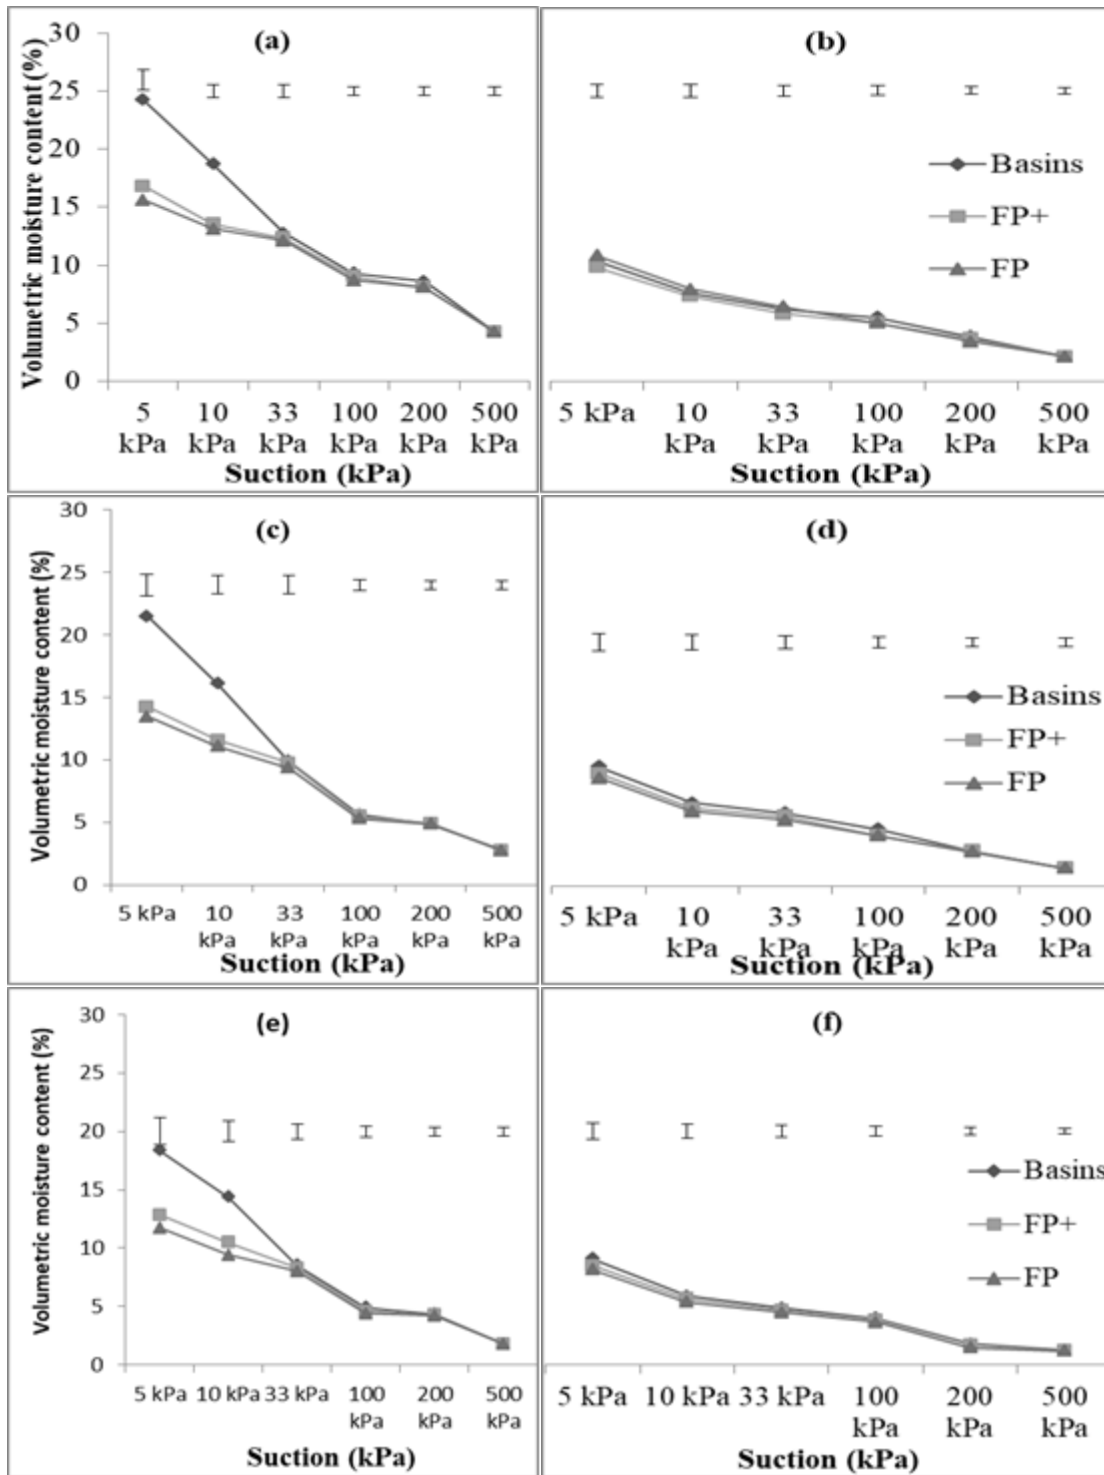 (a)
Volumetric moisture content (%)
30
25
20
15
10
5
0
5 kPa
10 kPa
33 kPa
100 kPa
200 kPa
500 kPa
Suction (kPa)
(b)
Basins
FP+
FP
5 kPa
10 kPa
33 kPa
100 kPa
200 kPa
500 kPa
Suction (kPa)
(c)
Volumetric moisture content (%)
30
25
20
15
10
5
0
5 kPa
10 kPa
33 kPa
100 kPa
200 kPa
500 kPa
Suction (kPa)
(d)
Basins
FP+
FP
5 kPa
10 kPa
33 kPa
100 kPa
200 kPa
500 kPa
Suction (kPa)
(e)
Volumetric moisture content (%)
30
25
20
15
10
5
0
5 kPa
10 kPa
33 kPa
100 kPa
200 kPa
500 kPa
Suction (kPa)
(f)
Basins
FP+
FP
5 kPa
10 kPa
33 kPa
100 kPa
200 kPa
500 kPa
Suction (kPa)